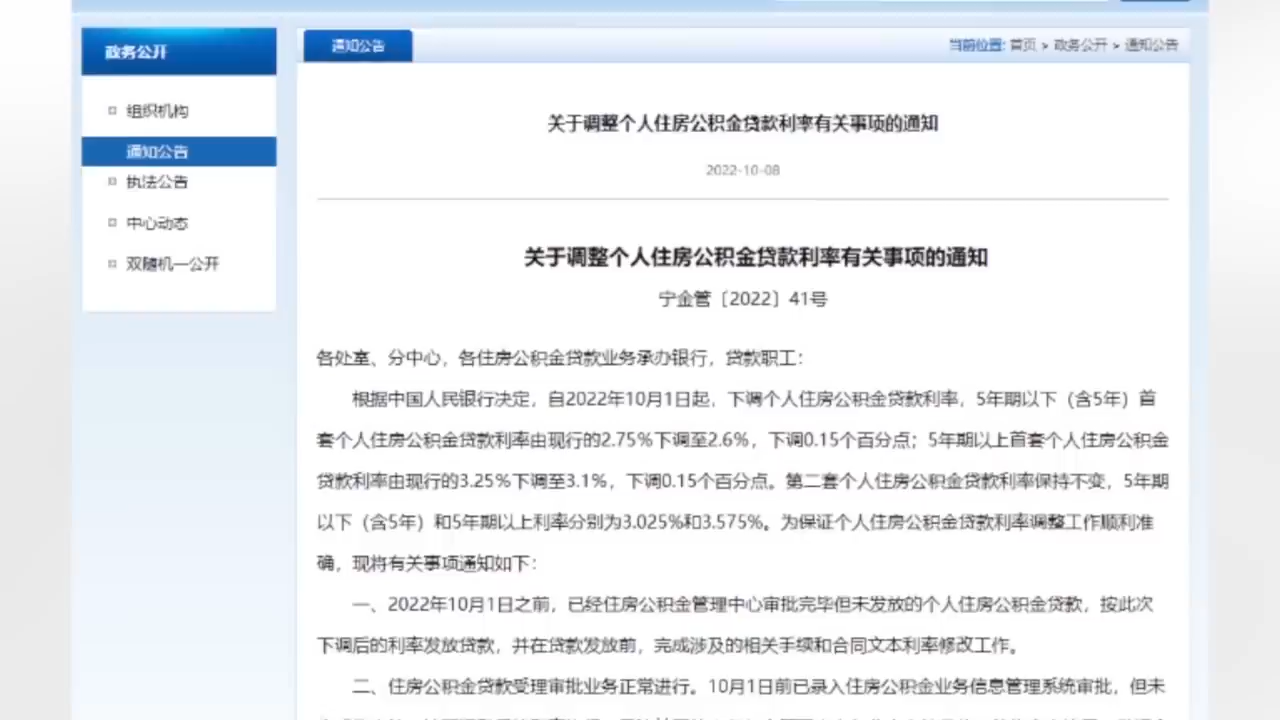 政务公开
组织机构
通知公告
执法公告
中心动态
双随机一公开
通知公告
当前位置: 首页 > 政务公开 > 通知公告
关于调整个人住房公积金贷款利率有关事项的通知
2022-10-08
关于调整个人住房公积金贷款利率有关事项的通知
宁金管〔2022〕41号
各处室、分中心，各住房公积金贷款业务承办银行，贷款职工：
根据中国人民银行决定，自2022年10月1日起，下调个人住房公积金贷款利率，5年期以下（含5年）首
套个人住房公积金贷款利率由现行的2.75%下调至2.6%，下调0.15个百分点；5年期以上首套个人住房公积金
贷款利率由现行的3.25%下调至3.1%，下调0.15个百分点。第二套个人住房公积金贷款利率保持不变，5年期
以下（含5年）和5年期以上利率分别为3.025%和3.575%。为保证个人住房公积金贷款利率调整工作顺利准
确，现将有关事项通知如下：
一、2022年10月1日之前，已经住房公积金管理中心审批完毕但未发放的个人住房公积金贷款，按此次
下调后的利率发放贷款，并在贷款发放前，完成涉及的相关手续和合同文本利率修改工作。
二、住房公积金贷款受理审批业务正常进行。10月1日前已录入住房公积金业务信息管理系统审批，但未